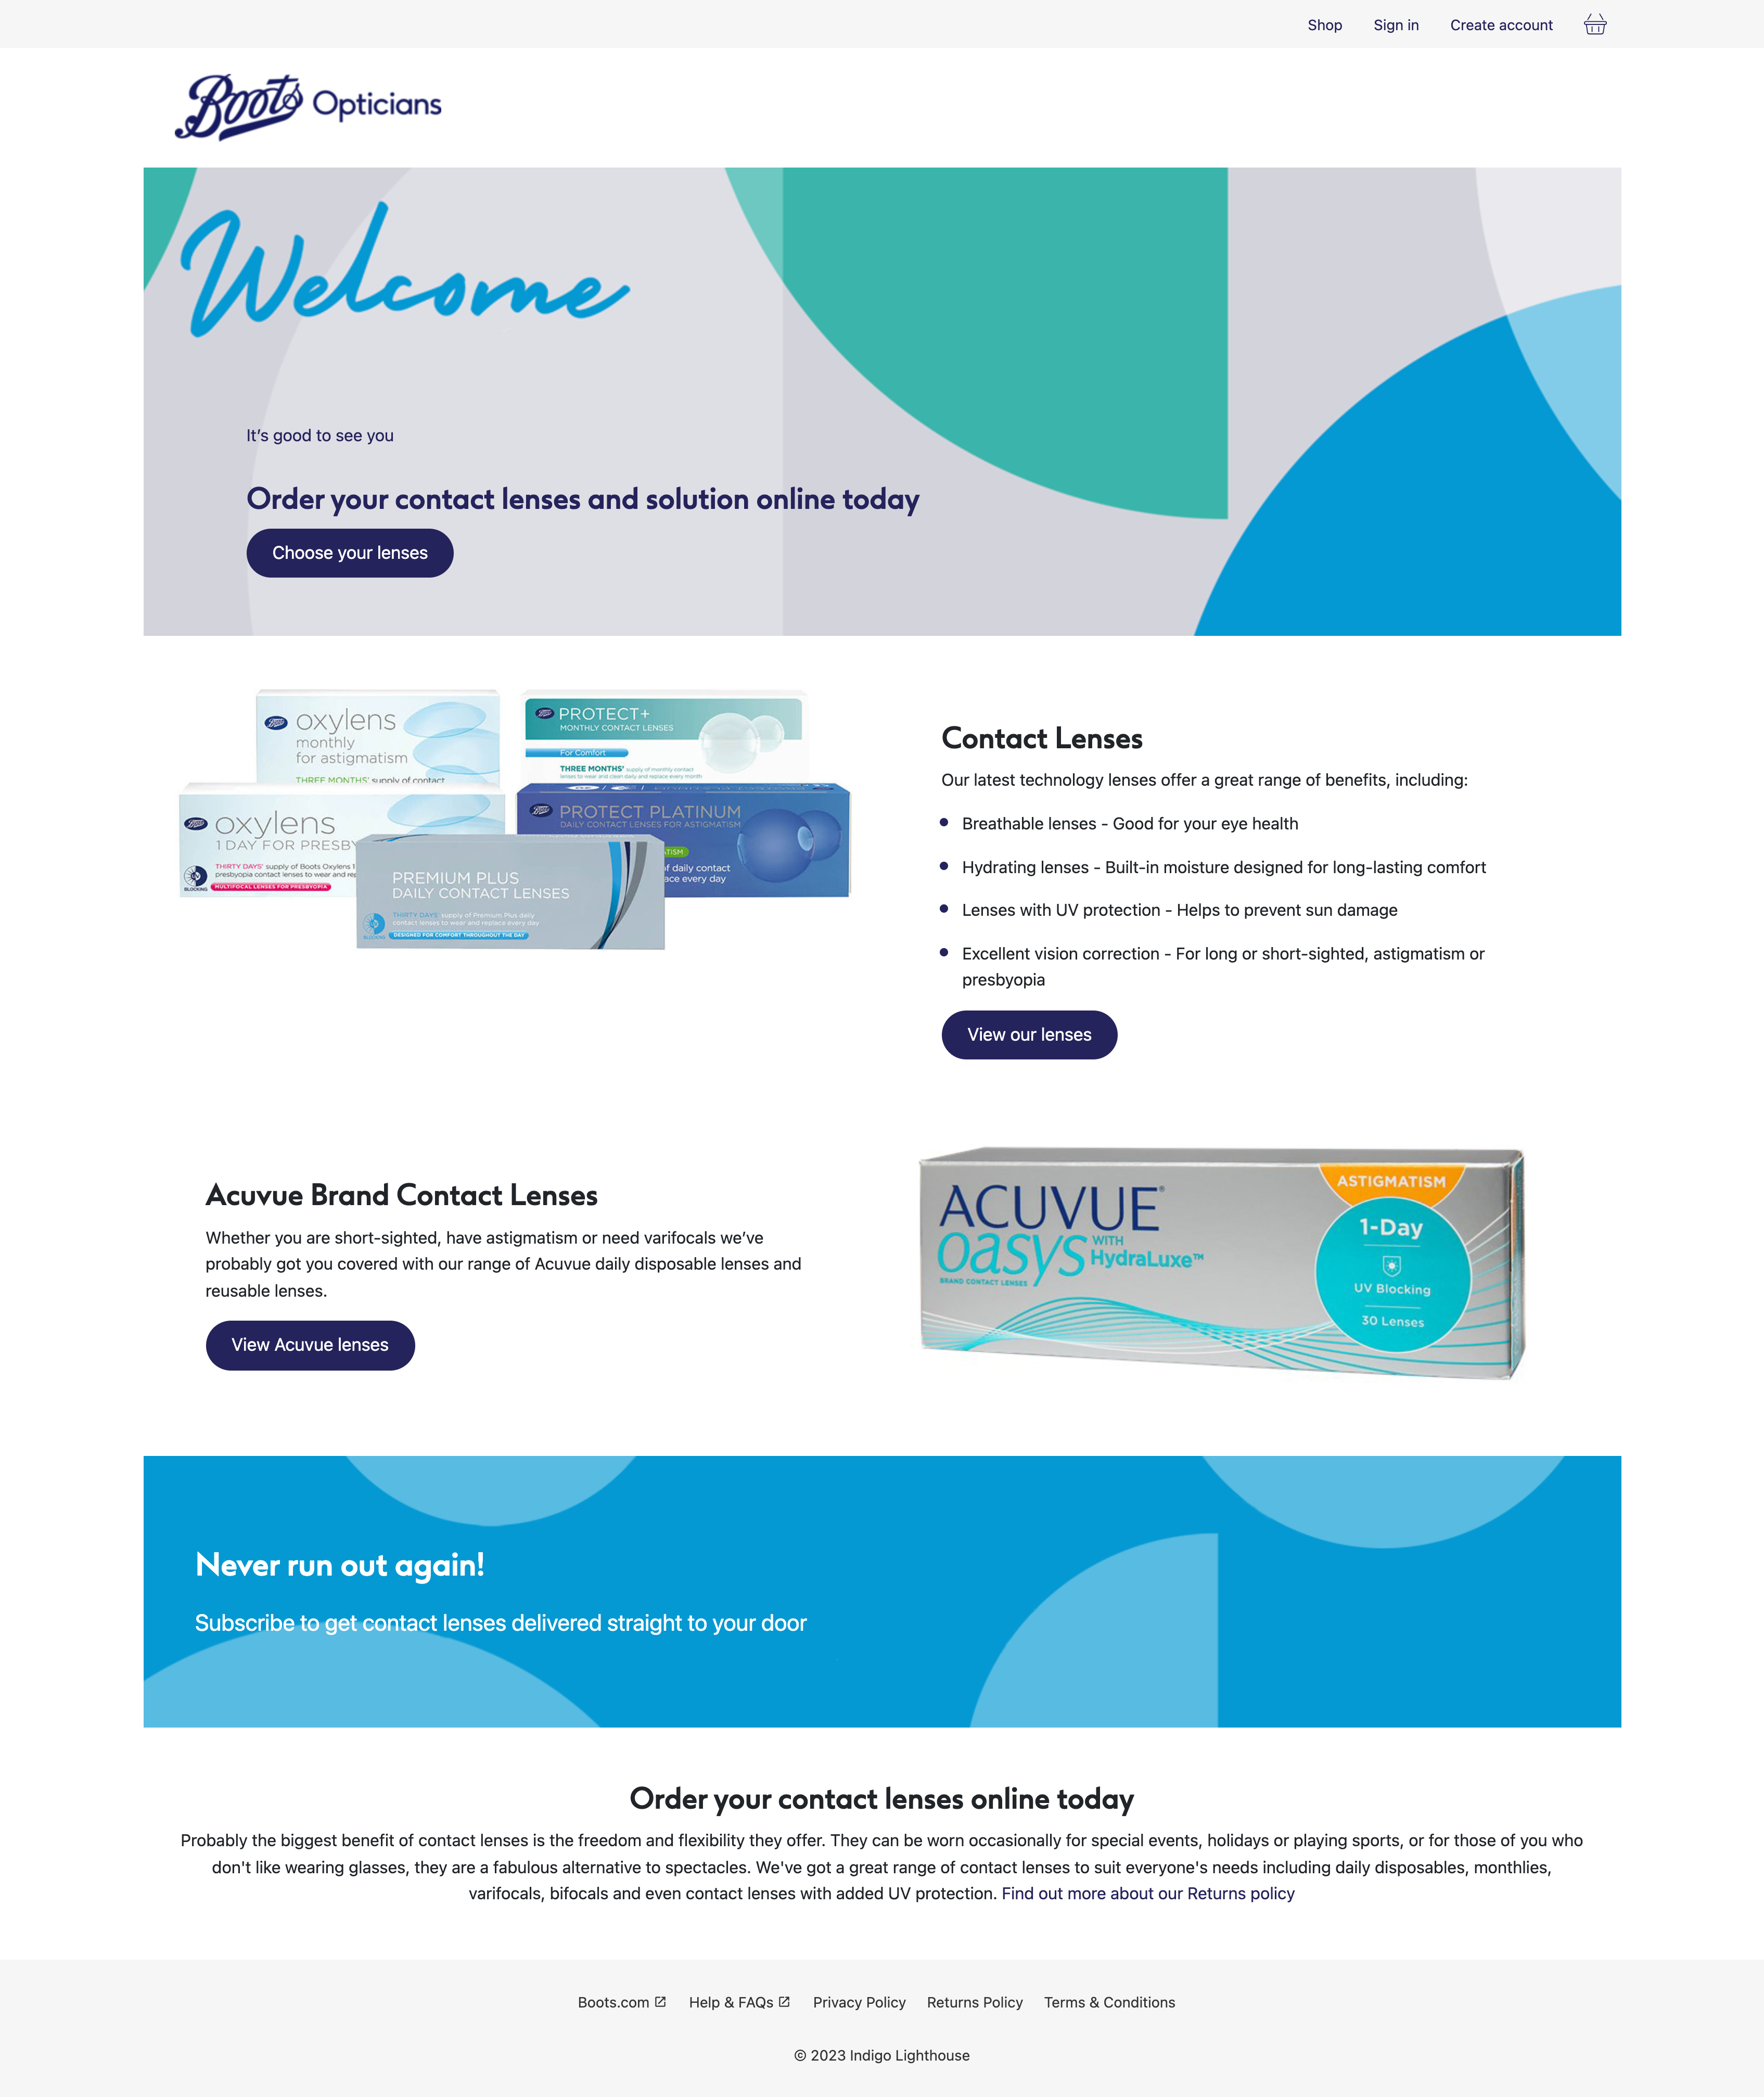 Shop Sign in Create account
Boots Opticians
Welcome
It’s good to see you
Order your contact lenses and solution online today
Choose your lenses
oxylens
monthly
for astigmatism
THREE MONTHS' supply of contact
oxylens
1 DAY FOR PRESBY
THIRTY DAYS' supply of Boots Oxylens 1
presbyopia contact lenses to wear and rep
MULTIFOCAL LENSES FOR PRESBYOPIA
BLOCKING
Boots PROTECT+
MONTHLY CONTACT LENSES
For Comfort
THREE MONTHS' supply of monthly contact
lenses to wear and clean daily and replace every month
PROTECT PLATINUM
DAILY CONTACT LENSES FOR ASTIGMATISM
ATISM
of daily contact
ace every day
PREMIUM PLUS
DAILY CONTACT LENSES
THIRTY DAYS' supply of Premium Plus daily
contact lenses to wear and replace every day
DESIGNED FOR COMFORT THROUGHOUT THE DAY
BLOCKING
Contact Lenses
Our latest technology lenses offer a great range of benefits, including:
Breathable lenses - Good for your eye health
Hydrating lenses - Built-in moisture designed for long-lasting comfort
Lenses with UV protection - Helps to prevent sun damage
Excellent vision correction - For long or short-sighted, astigmatism or
presbyopia
View our lenses
Acuvue Brand Contact Lenses
Whether you are short-sighted, have astigmatism or need varifocals we’ve
probably got you covered with our range of Acuvue daily disposable lenses and
reusable lenses.
View Acuvue lenses
ACUVUE®
oasys WITH HydraLuxe™
BRAND CONTACT LENSES
ASTIGMATISM
1-Day
UV Blocking
30 Lenses
Never run out again!
Subscribe to get contact lenses delivered straight to your door
Order your contact lenses online today
Probably the biggest benefit of contact lenses is the freedom and flexibility they offer. They can be worn occasionally for special events, holidays or playing sports, or for those of you who
don't like wearing glasses, they are a fabulous alternative to spectacles. We've got a great range of contact lenses to suit everyone's needs including daily disposables, monthlies,
varifocals, bifocals and even contact lenses with added UV protection. Find out more about our Returns policy
Boots.com Help & FAQs Privacy Policy Returns Policy Terms & Conditions
© 2023 Indigo Lighthouse